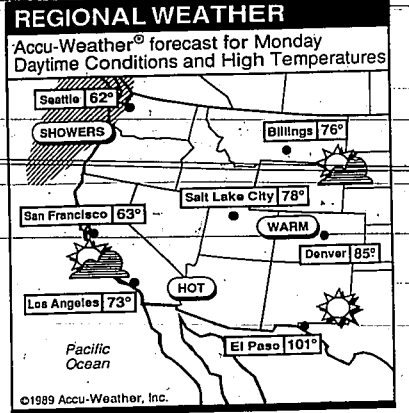 REGIONAL WEATHER
Accu-Weather® forecast for Monday
Daytime Conditions and High Temperatures
Seattle 62°
SHOWERS
Billings 76°
Salt Lake City 78°
San Francisco 63°
WARM
Denver 85°
HOT
Los Angeles 73°
El Paso 101°
Pacific
Ocean
©1989 Accu-Weather, Inc.